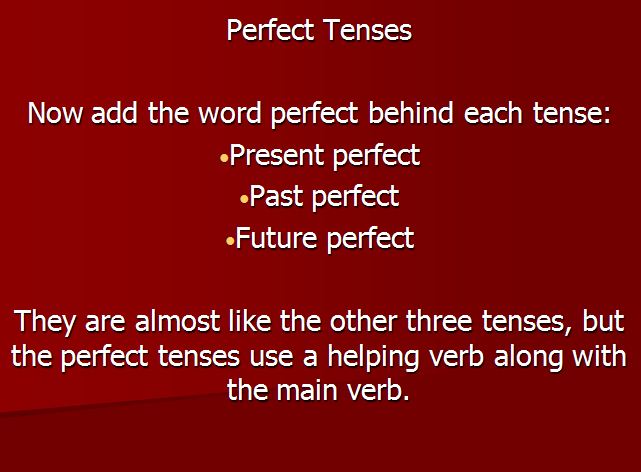 Perfect Tenses
Now add the word perfect behind each tense:
•Present perfect
•Past perfect
•Future perfect
They are almost like the other three tenses, but
the perfect tenses use a helping verb along with
the main verb.